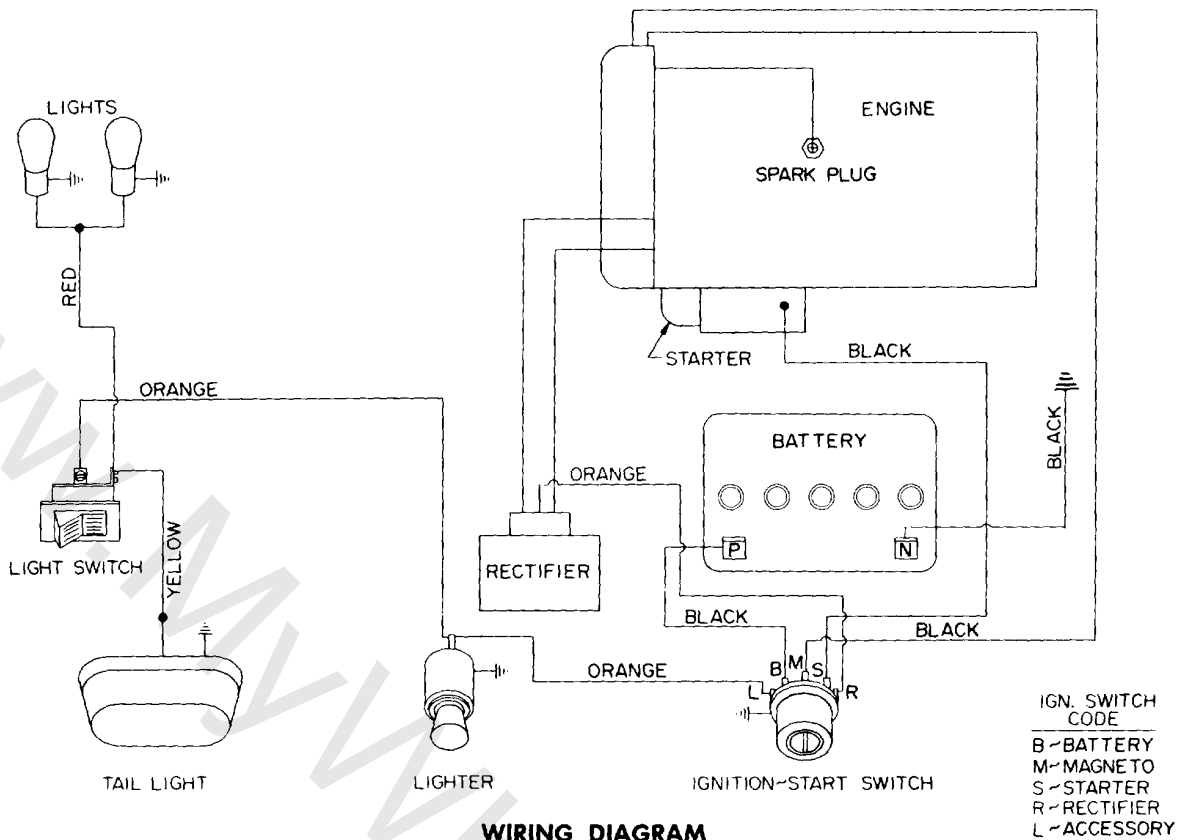 LIGHTS
ENGINE
SPARK PLUG
RED
STARTER
BLACK
ORANGE
BATTERY
BLACK
ORANGE
YELLOW
P
N
LIGHT SWITCH
RECTIFIER
BLACK
BLACK
ORANGE
L
B
M
S
R
IGN. SWITCH
CODE
B~BATTERY
M~MAGNETO
S~STARTER
R~RECTIFIER
L~ACCESSORY
TAIL LIGHT
LIGHTER
IGNITION~START SWITCH
WIRING DIAGRAM